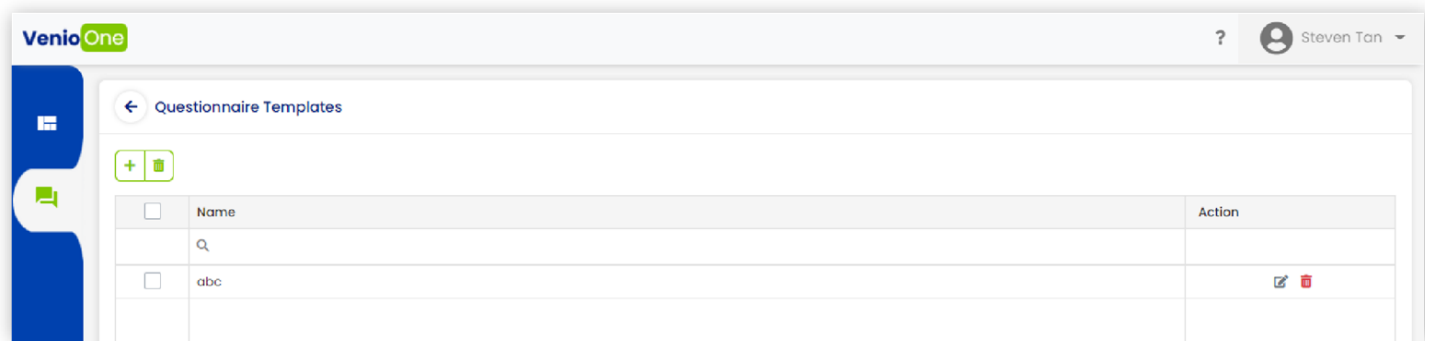 VenioOne
? Steven Tan
Questionnaire Templates
Name Action
abc